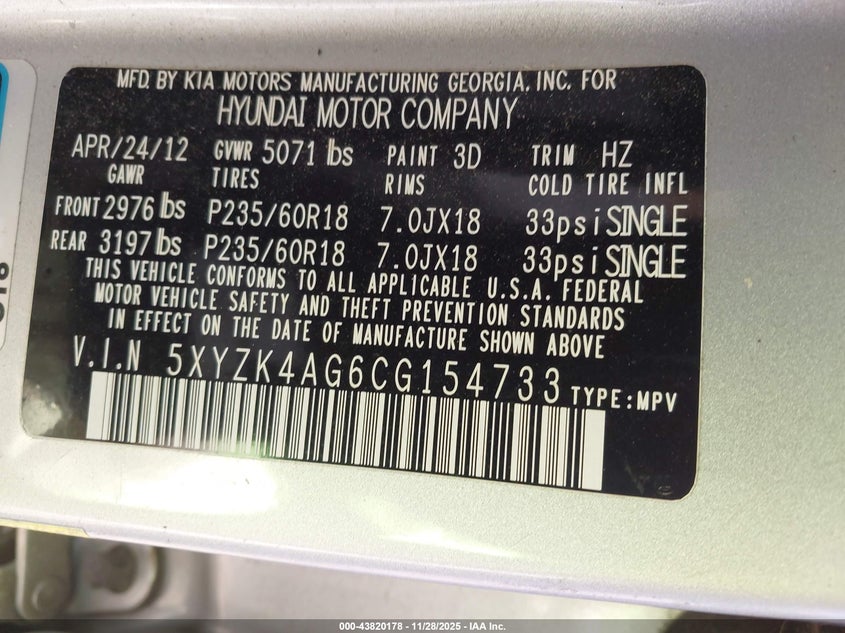 MFD. BY KIA MOTORS MANUFACTURING GEORGIA, INC. FOR
HYUNDAI MOTOR COMPANY
APR/24/12 GVWR 5071 lbs PAINT 3D TRIM HZ
GAWR TIRES RIMS COLD TIRE INFL
FRONT 2976 lbs P235/60R18 7.0JX18 33psi SINGLE
REAR 3197 lbs P235/60R18 7.0JX18 33psi SINGLE
THIS VEHICLE CONFORMS TO ALL APPLICABLE U.S.A. FEDERAL
MOTOR VEHICLE SAFETY AND THEFT PREVENTION STANDARDS
IN EFFECT ON THE DATE OF MANUFACTURE SHOWN ABOVE
V.I.N 5XYZK4AG6CG154733 TYPE:MPV
000-43820178 - 11/28/2025 - IAA Inc.